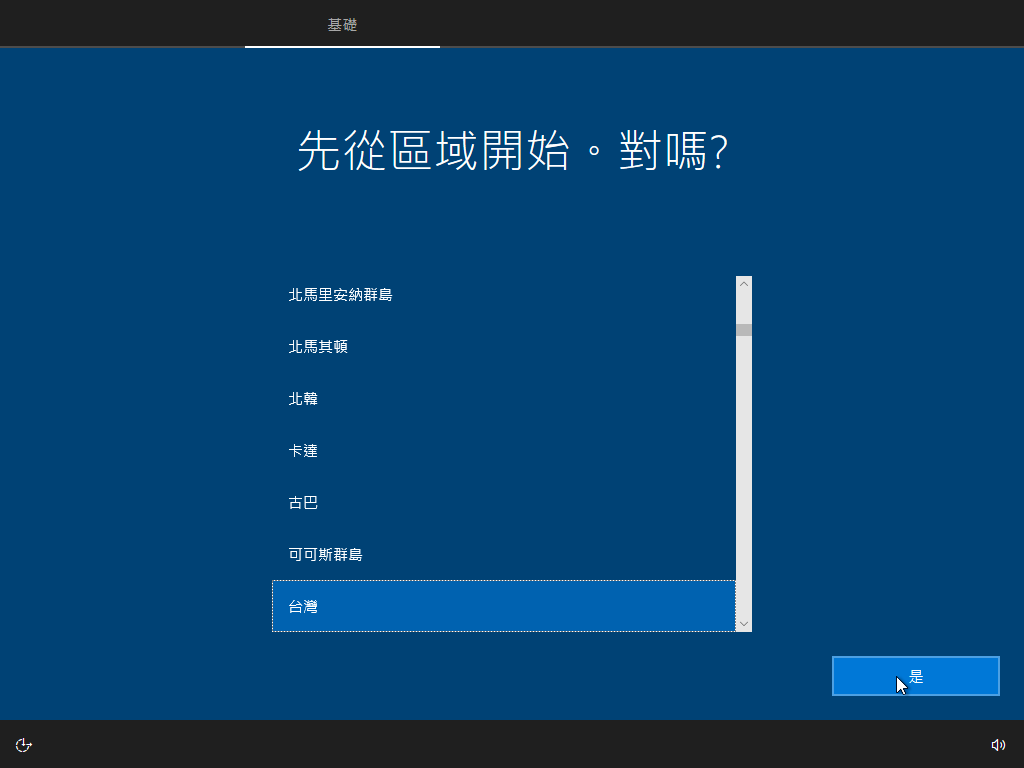 基礎
先從區域開始。對嗎?
北馬里安納群島
北馬其頓
北韓
卡達
古巴
可可斯群島
台灣
是